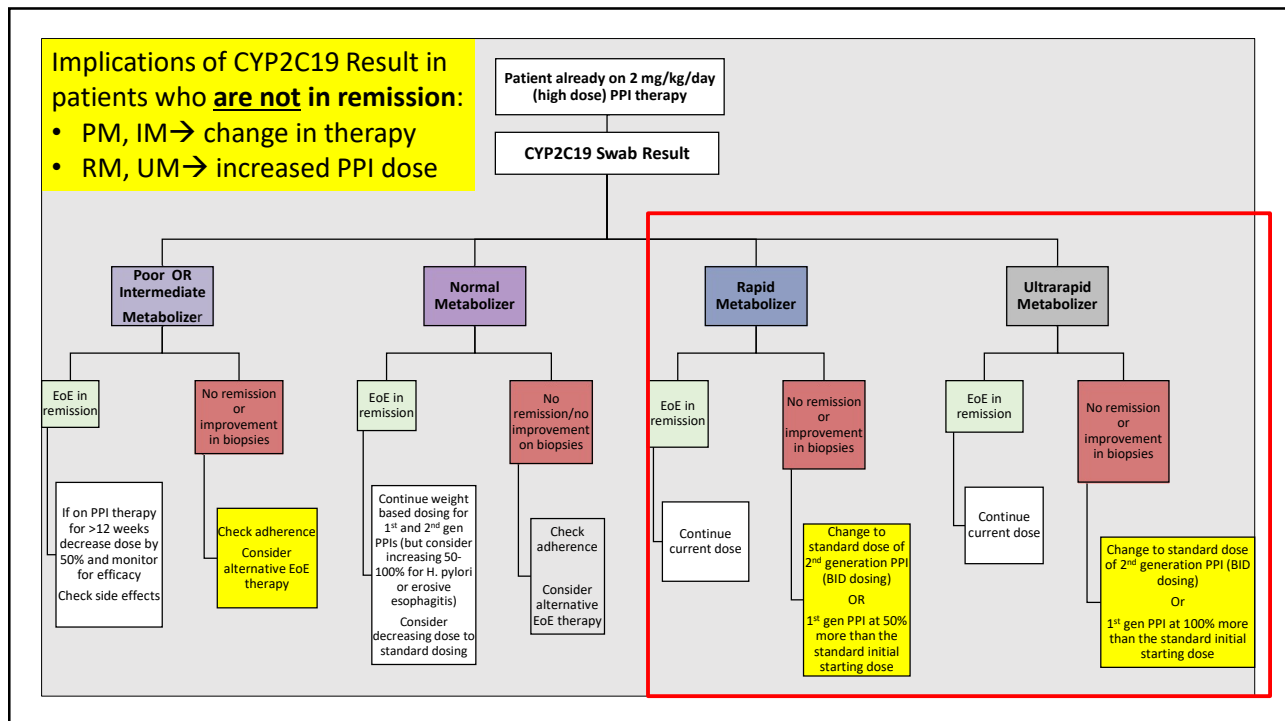 Implications of CYP2C19 Result in
patients who are not in remission:
• PM, IM→ change in therapy
• RM, UM→ increased PPI dose
Patient already on 2 mg/kg/day
(high dose) PPI therapy
CYP2C19 Swab Result
Poor OR
Intermediate
Metabolizer
Normal
Metabolizer
Rapid
Metabolizer
Ultrarapid
Metabolizer
EoE in
remission
No remission
or
improvement
in biopsies
EoE in
remission
No
remission/no
improvement
on biopsies
EoE in
remission
No remission
or
improvement
in biopsies
EoE in
remission
No remission
or
improvement
in biopsies
If on PPI therapy
for >12 weeks
decrease dose by
50% and monitor
for efficacy
Check side effects
Check adherence
Consider
alternative EoE
therapy
Continue weight
based dosing for
1st and 2nd gen
PPIs (but consider
increasing 50-
100% for H. pylori
or erosive
esophagitis)
Consider
decreasing dose to
standard dosing
Check
adherence
Consider
alternative
EoE therapy
Continue
current dose
Change to
standard dose of
2nd generation PPI
(BID dosing)
OR
1st gen PPI at 50%
more than the
standard initial
starting dose
Continue
current dose
Change to standard dose
of 2nd generation PPI (BID
dosing)
Or
1st gen PPI at 100% more
than the standard initial
starting dose